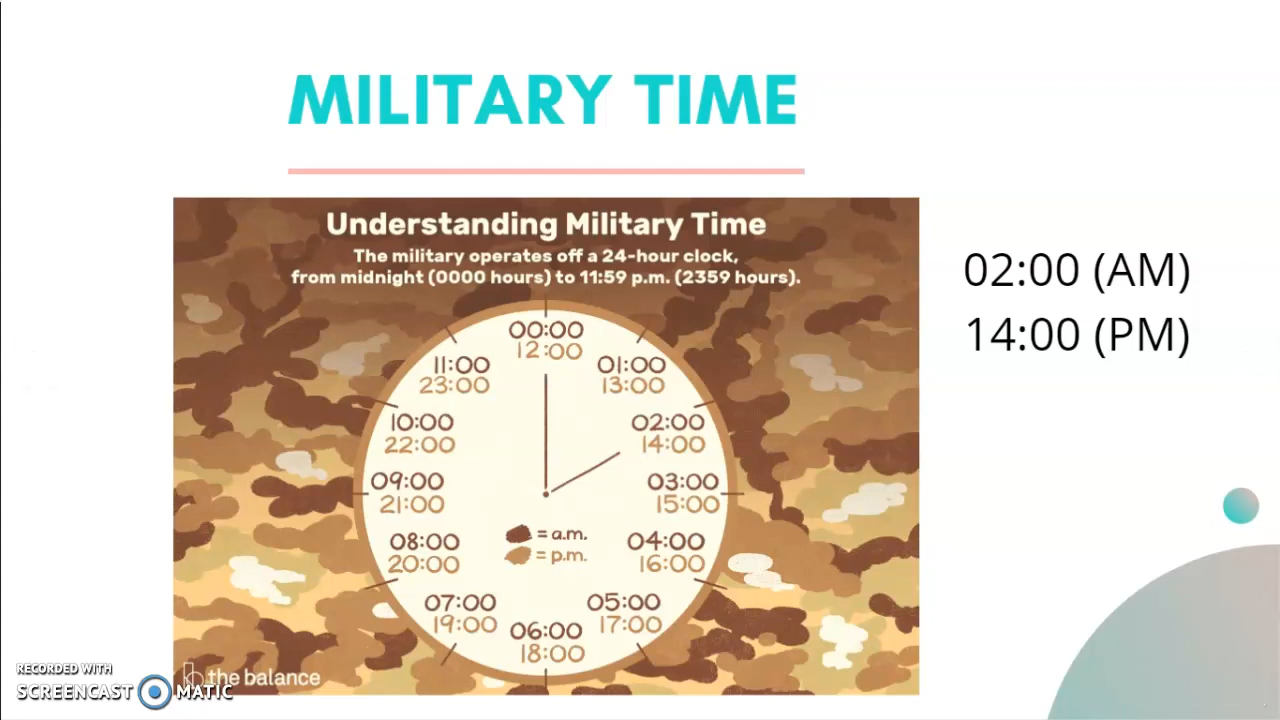 MILITARY TIME
Understanding Military Time
The military operates off a 24-hour clock,
from midnight (0000 hours) to 11:59 p.m. (2359 hours).
02:00 (AM)
14:00 (PM)
00:00
12:00
11:00
23:00
01:00
13:00
10:00
22:00
02:00
14:00
09:00
21:00
03:00
15:00
= a.m.
= p.m.
08:00
20:00
04:00
16:00
07:00
19:00
05:00
17:00
06:00
18:00
RECORDED WITH
SCREENCAST MATIC
the balance